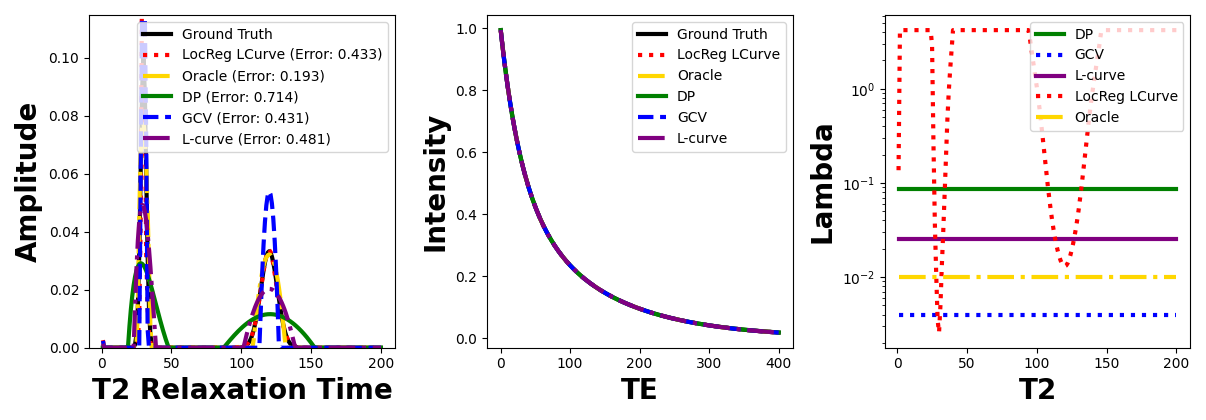 0.10
0.08
0.06
0.04
0.02
0.00
Amplitude
Ground Truth
LocReg LCurve (Error: 0.433)
Oracle (Error: 0.193)
DP (Error: 0.714)
GCV (Error: 0.431)
L-curve (Error: 0.481)
0 50 100 150 200
T2 Relaxation Time
1.0
0.8
0.6
0.4
0.2
0.0
Intensity
Ground Truth
LocReg LCurve
Oracle
DP
GCV
L-curve
0 100 200 300 400
TE
10⁰
10⁻¹
10⁻²
Lambda
DP
GCV
L-curve
LocReg LCurve
Oracle
0 50 100 150 200
T2